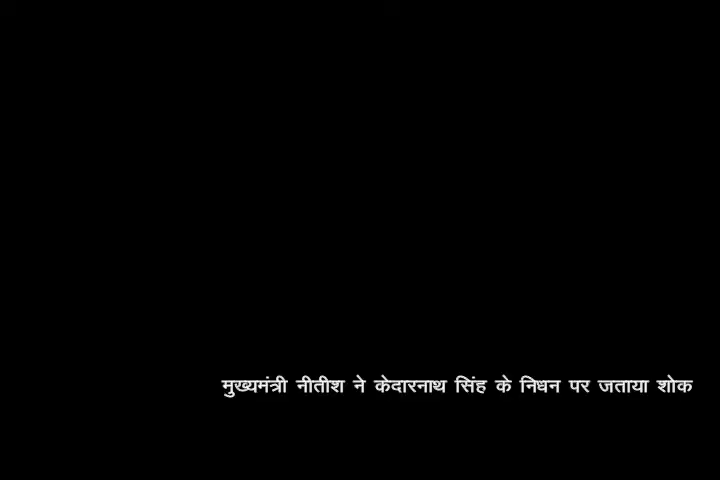 मुख्यमंत्री नीतीश ने केदारनाथ सिंह के निधन पर जताया शोक